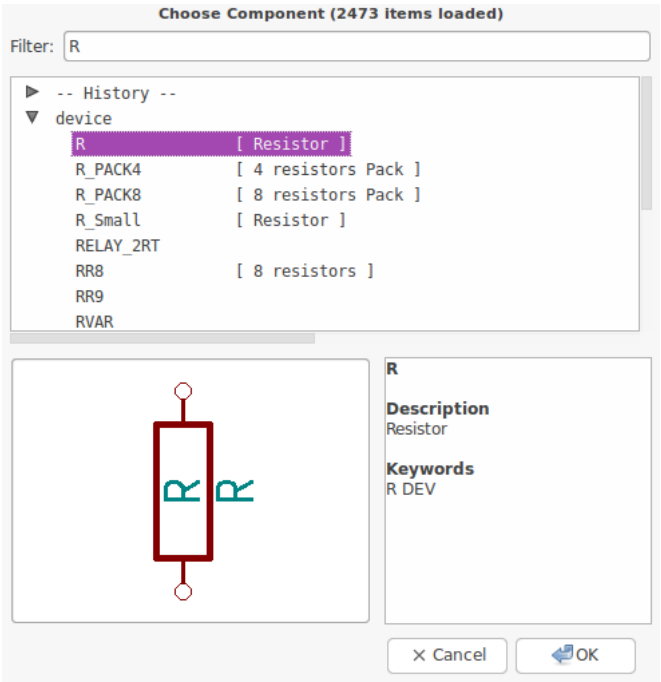 Choose Component (2473 items loaded)
Filter: R
-- History --
device
R [ Resistor ]
R_PACK4 [ 4 resistors Pack ]
R_PACK8 [ 8 resistors Pack ]
R_Small [ Resistor ]
RELAY_2RT
RR8 [ 8 resistors ]
RR9
RVAR
R R
R
Description
Resistor
Keywords
R DEV
Cancel OK